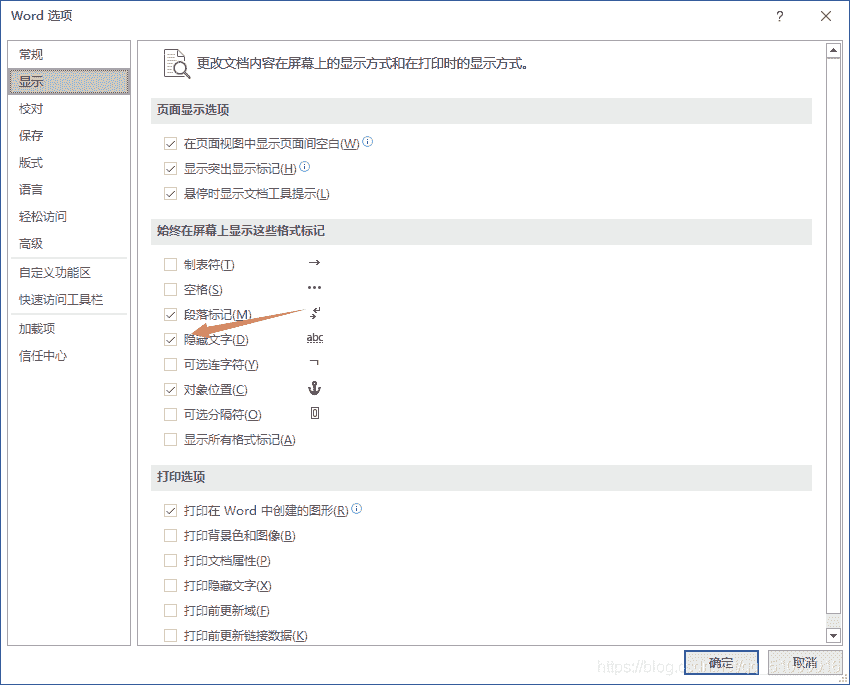 Word 选项
?
常规
显示
校对
保存
版式
语言
轻松访问
高级
自定义功能区
快速访问工具栏
加载项
信任中心
更改文档内容在屏幕上的显示方式和在打印时的显示方式。
页面显示选项
在页面视图中显示页面间空白(W)
显示突出显示标记(H)
悬停时显示文档工具提示(L)
始终在屏幕上显示这些格式标记
制表符(T) →
空格(S) •••
段落标记(M)
隐藏文字(D) abc
可选连字符(Y) ¬
对象位置(C)
可选分隔符(O)
显示所有格式标记(A)
打印选项
打印在 Word 中创建的图形(R)
打印背景色和图像(B)
打印文档属性(P)
打印隐藏文字(X)
打印前更新域(F)
打印前更新链接数据(K)
确定 取消